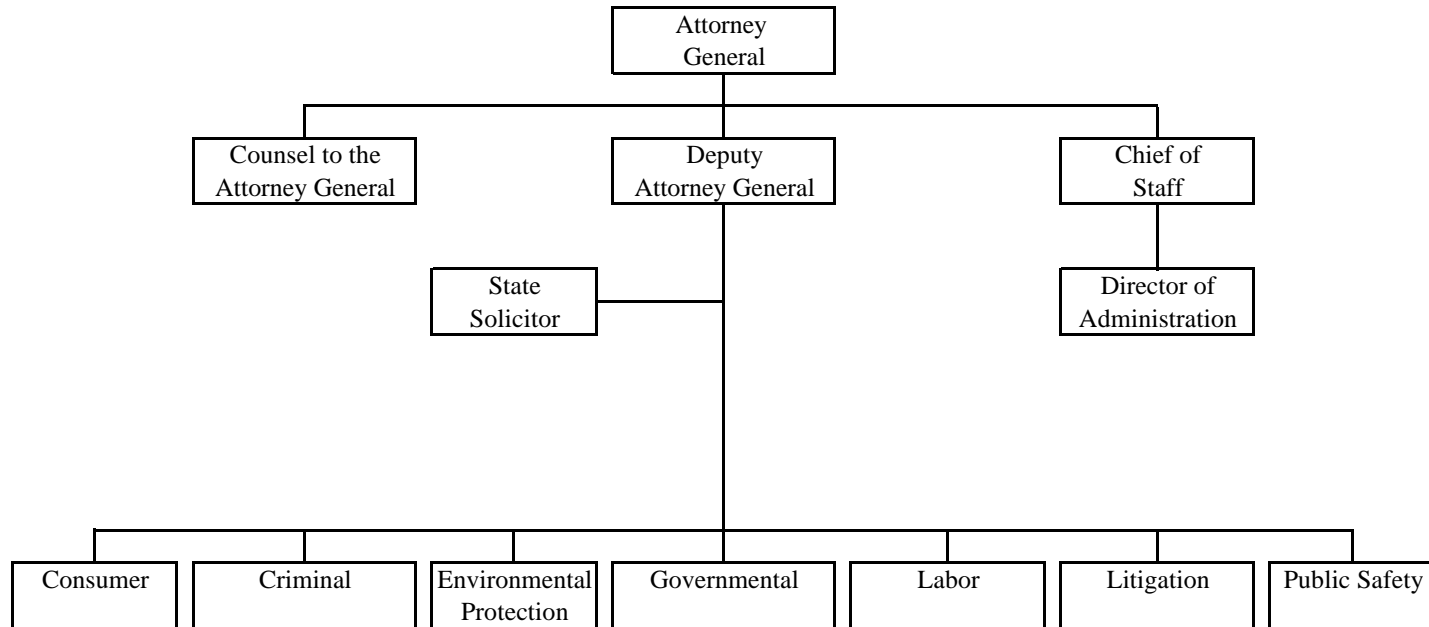 Attorney
General
Counsel to the
Attorney General
Deputy
Attorney General
Chief of
Staff
State
Solicitor
Director of
Administration
Consumer
Criminal
Environmental
Protection
Governmental
Labor
Litigation
Public Safety